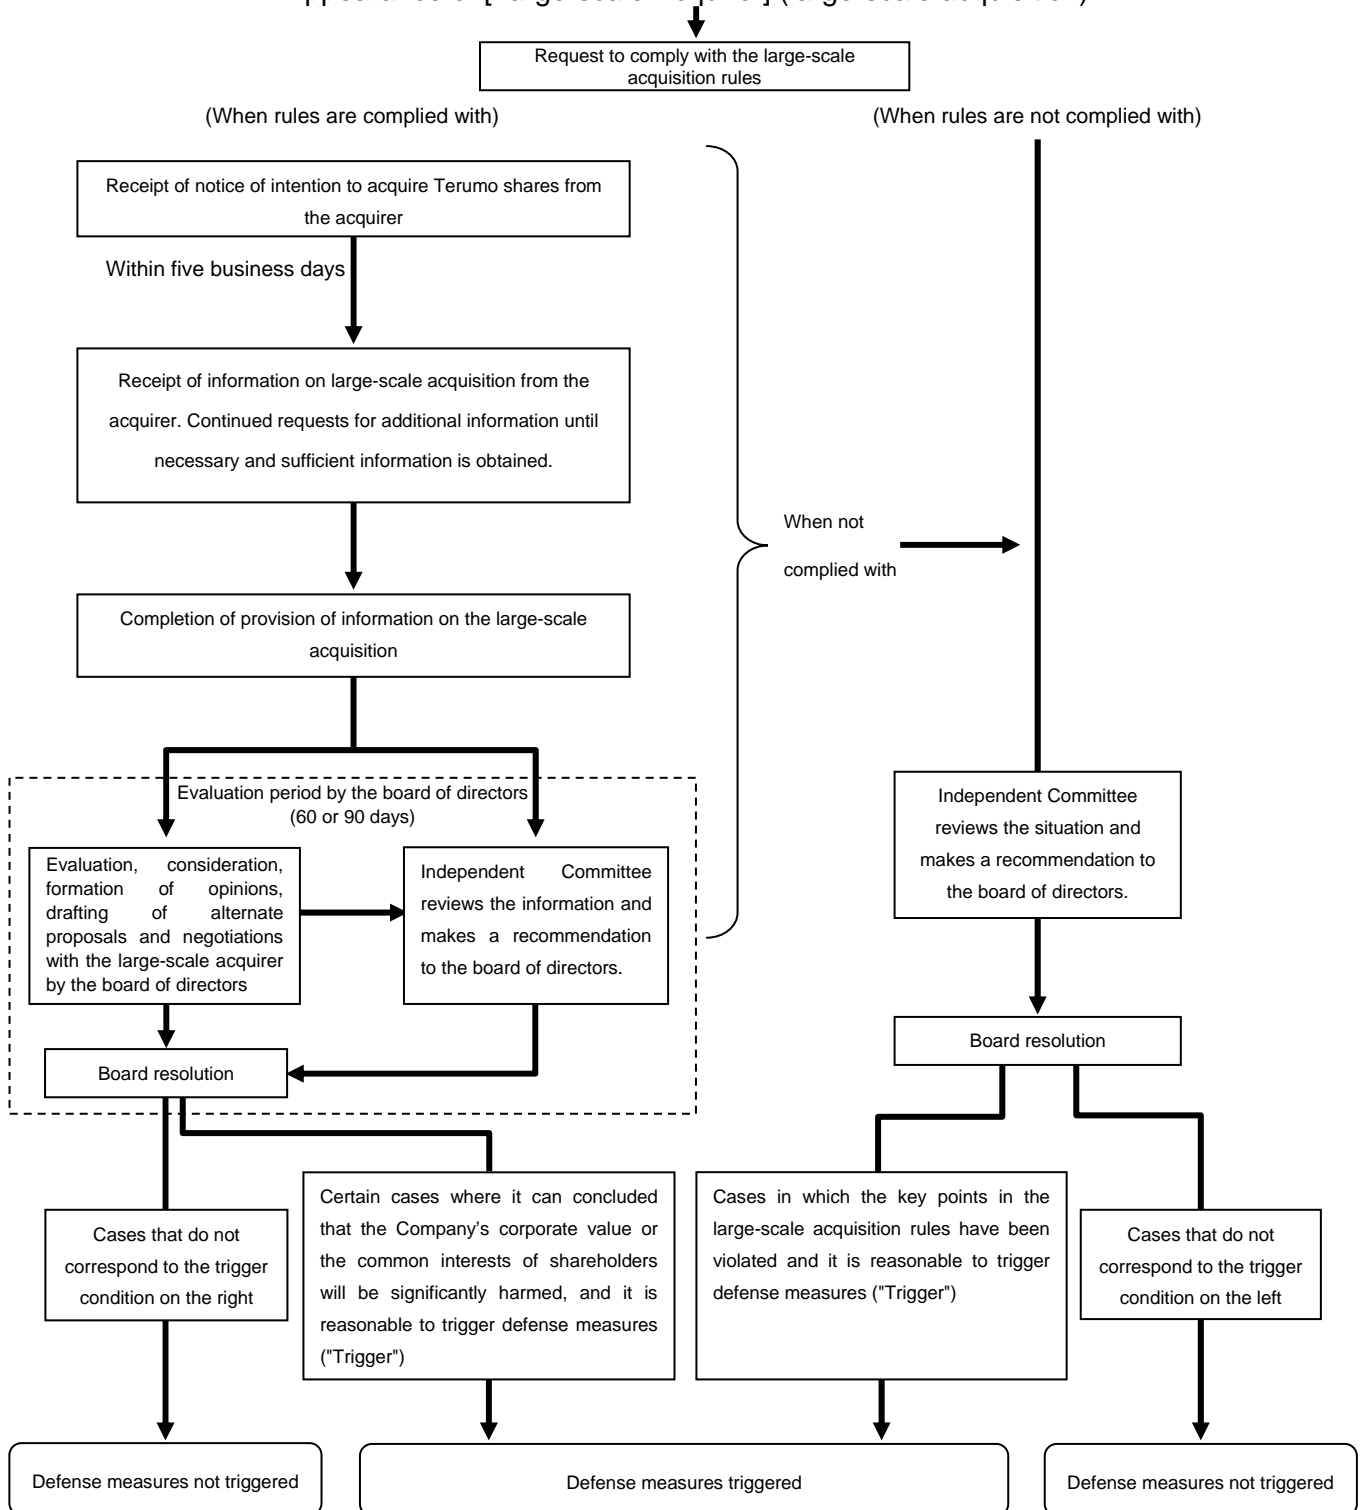 Request to comply with the large-scale
acquisition rules
(When rules are complied with)
(When rules are not complied with)
Receipt of notice of intention to acquire Terumo shares from
the acquirer
Within five business days
Receipt of information on large-scale acquisition from the
acquirer. Continued requests for additional information until
necessary and sufficient information is obtained.
When not
complied with
Completion of provision of information on the large-scale
acquisition
Evaluation period by the board of directors
(60 or 90 days)
Evaluation, consideration,
formation of opinions,
drafting of alternate
proposals and negotiations
with the large-scale acquirer
by the board of directors
Independent Committee
reviews the information and
makes a recommendation
to the board of directors.
Independent Committee
reviews the situation and
makes a recommendation to
the board of directors.
Board resolution
Board resolution
Cases that do not
correspond to the trigger
condition on the right
Certain cases where it can concluded
that the Company’s corporate value or
the common interests of shareholders
will be significantly harmed, and it is
reasonable to trigger defense measures
("Trigger")
Cases in which the key points in the
large-scale acquisition rules have been
violated and it is reasonable to trigger
defense measures ("Trigger")
Cases that do not
correspond to the trigger
condition on the left
Defense measures not triggered
Defense measures triggered
Defense measures not triggered